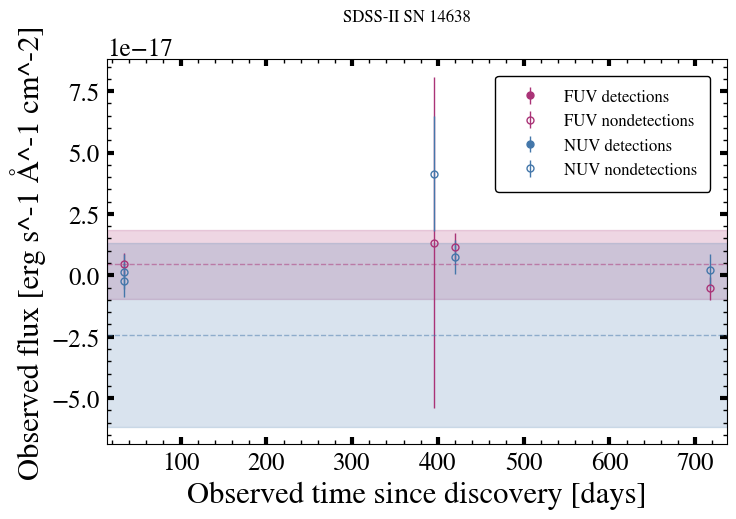 SDSS-II SN 14638
1e−17
Observed flux [erg s^-1 Å^-1 cm^-2]
7.5
5.0
2.5
0.0
−2.5
−5.0
FUV detections
FUV nondetections
NUV detections
NUV nondetections
100 200 300 400 500 600 700
Observed time since discovery [days]